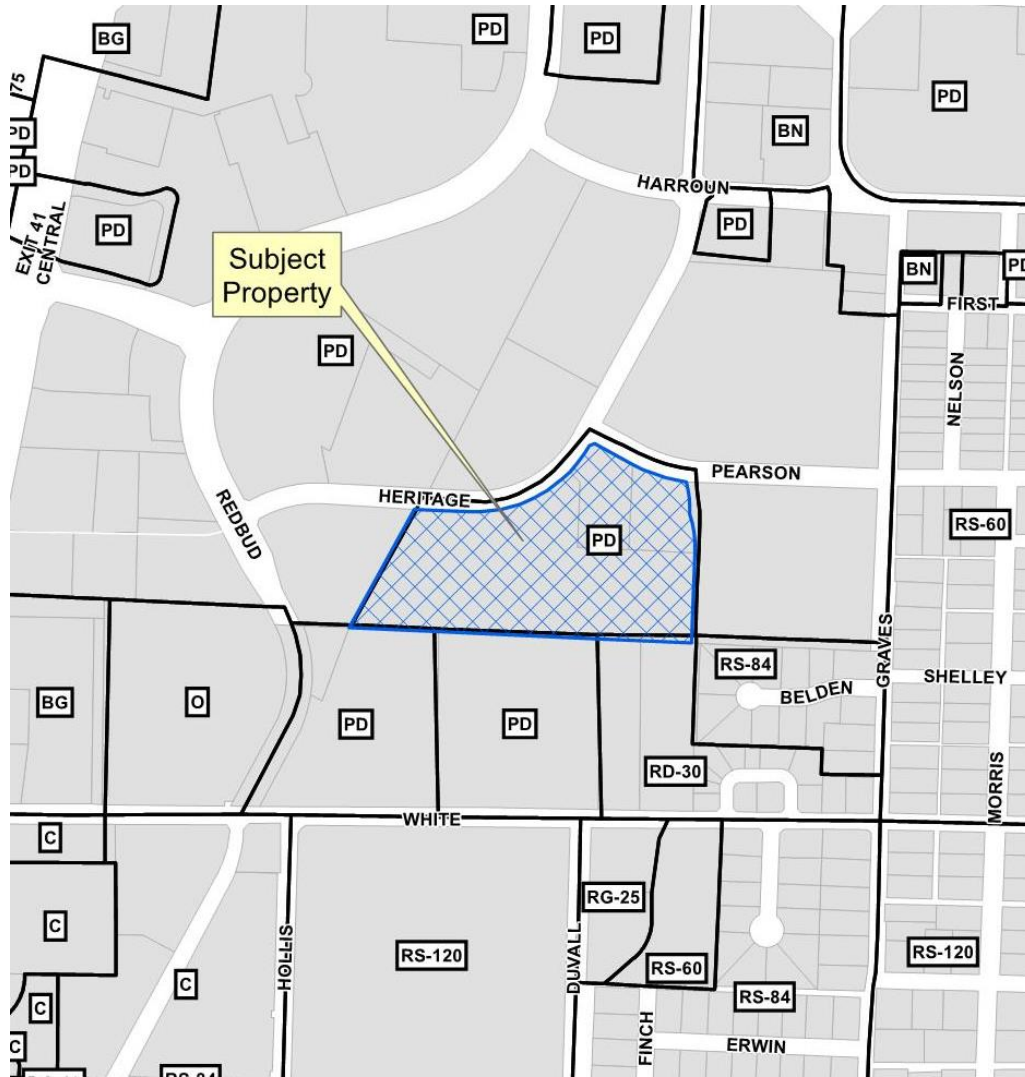 BG
PD
PD
PD
75
PD
BN
PD
HARROUN
EXIT 41
CENTRAL
PD
PD
Subject
Property
BN
PD
FIRST
PD
NELSON
PEARSON
HERITAGE
REDBUD
PD
RS-60
RS-84
GRAVES
SHELLEY
BELDEN
BG
O
PD
PD
RD-30
MORRIS
WHITE
C
RG-25
C
HOLLIS
RS-120
DUVALL
RS-120
RS-60
C
RS-84
C
FINCH
C
ERWIN
RS-84